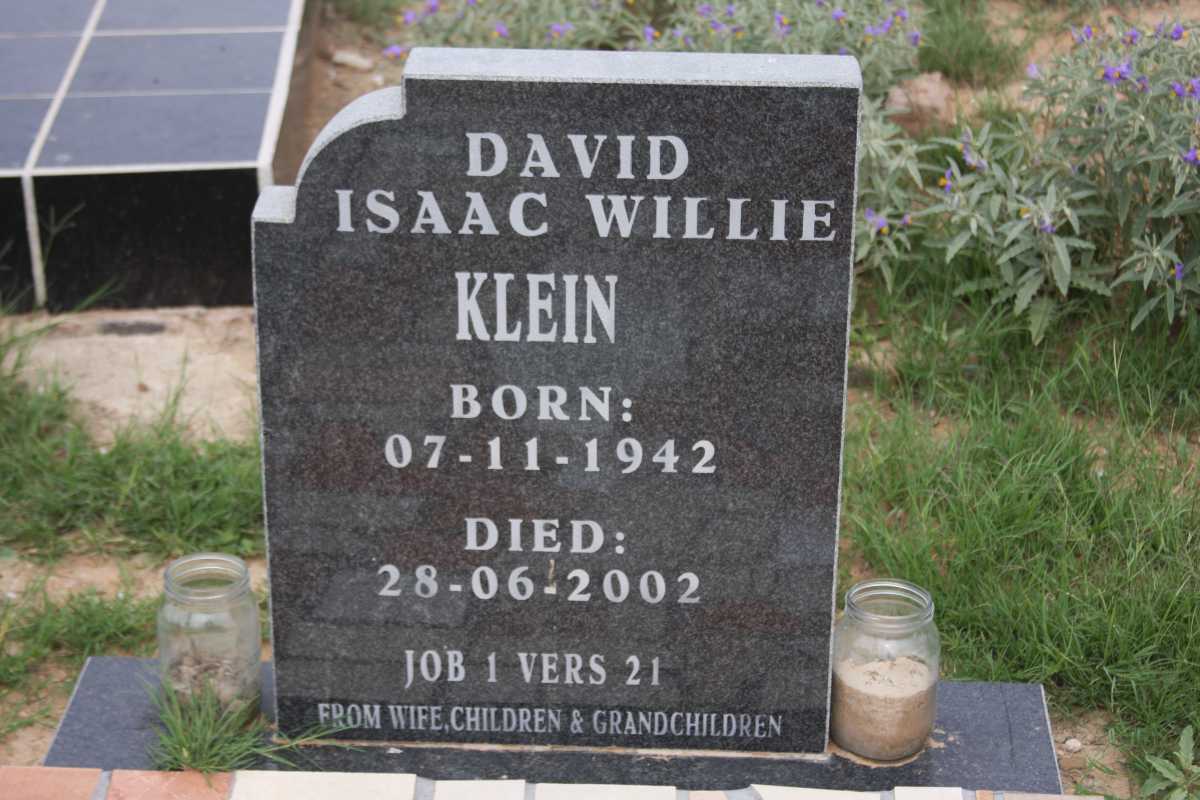 DAVID
ISAAC WILLIE
KLEIN
BORN:
07-11-1942
DIED:
28-06-2002
JOB 1 VERS 21
FROM WIFE, CHILDREN & GRANDCHILDREN